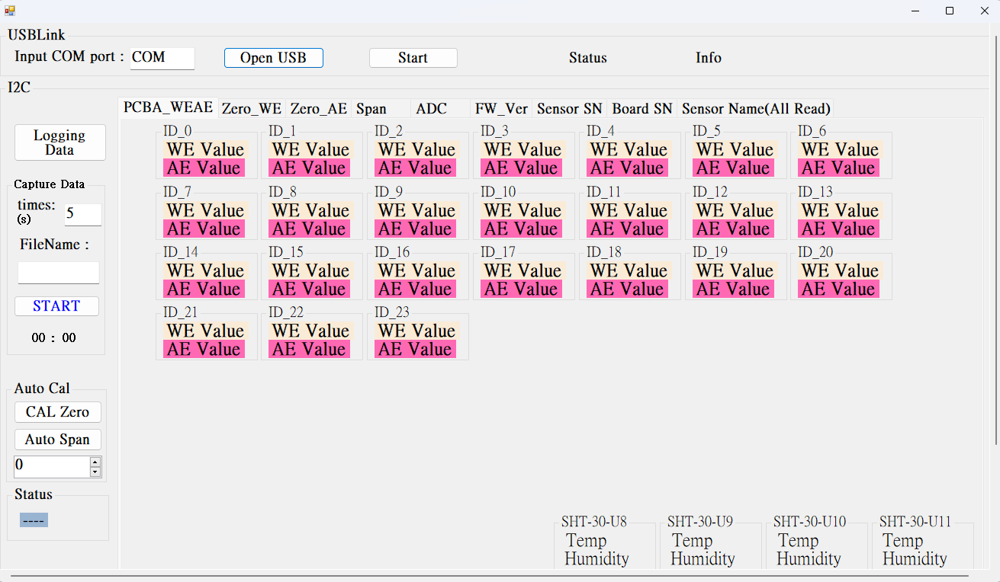 USBLink
Input COM port : COM Open USB Start Status Info
I2C
PCBA_WEAE Zero_WE Zero_AE Span ADC FW_Ver Sensor SN Board SN Sensor Name(All Read)
Logging
Data
Capture Data
times:
(s)
5
FileName :
START
00 : 00
Auto Cal
CAL Zero
Auto Span
0
Status
----
ID_0 ID_1 ID_2 ID_3 ID_4 ID_5 ID_6
WE Value WE Value WE Value WE Value WE Value WE Value WE Value
AE Value AE Value AE Value AE Value AE Value AE Value AE Value
ID_7 ID_8 ID_9 ID_10 ID_11 ID_12 ID_13
WE Value WE Value WE Value WE Value WE Value WE Value WE Value
AE Value AE Value AE Value AE Value AE Value AE Value AE Value
ID_14 ID_15 ID_16 ID_17 ID_18 ID_19 ID_20
WE Value WE Value WE Value WE Value WE Value WE Value WE Value
AE Value AE Value AE Value AE Value AE Value AE Value AE Value
ID_21 ID_22 ID_23
WE Value WE Value WE Value
AE Value AE Value AE Value
SHT-30-U8 SHT-30-U9 SHT-30-U10 SHT-30-U11
Temp Temp Temp Temp
Humidity Humidity Humidity Humidity